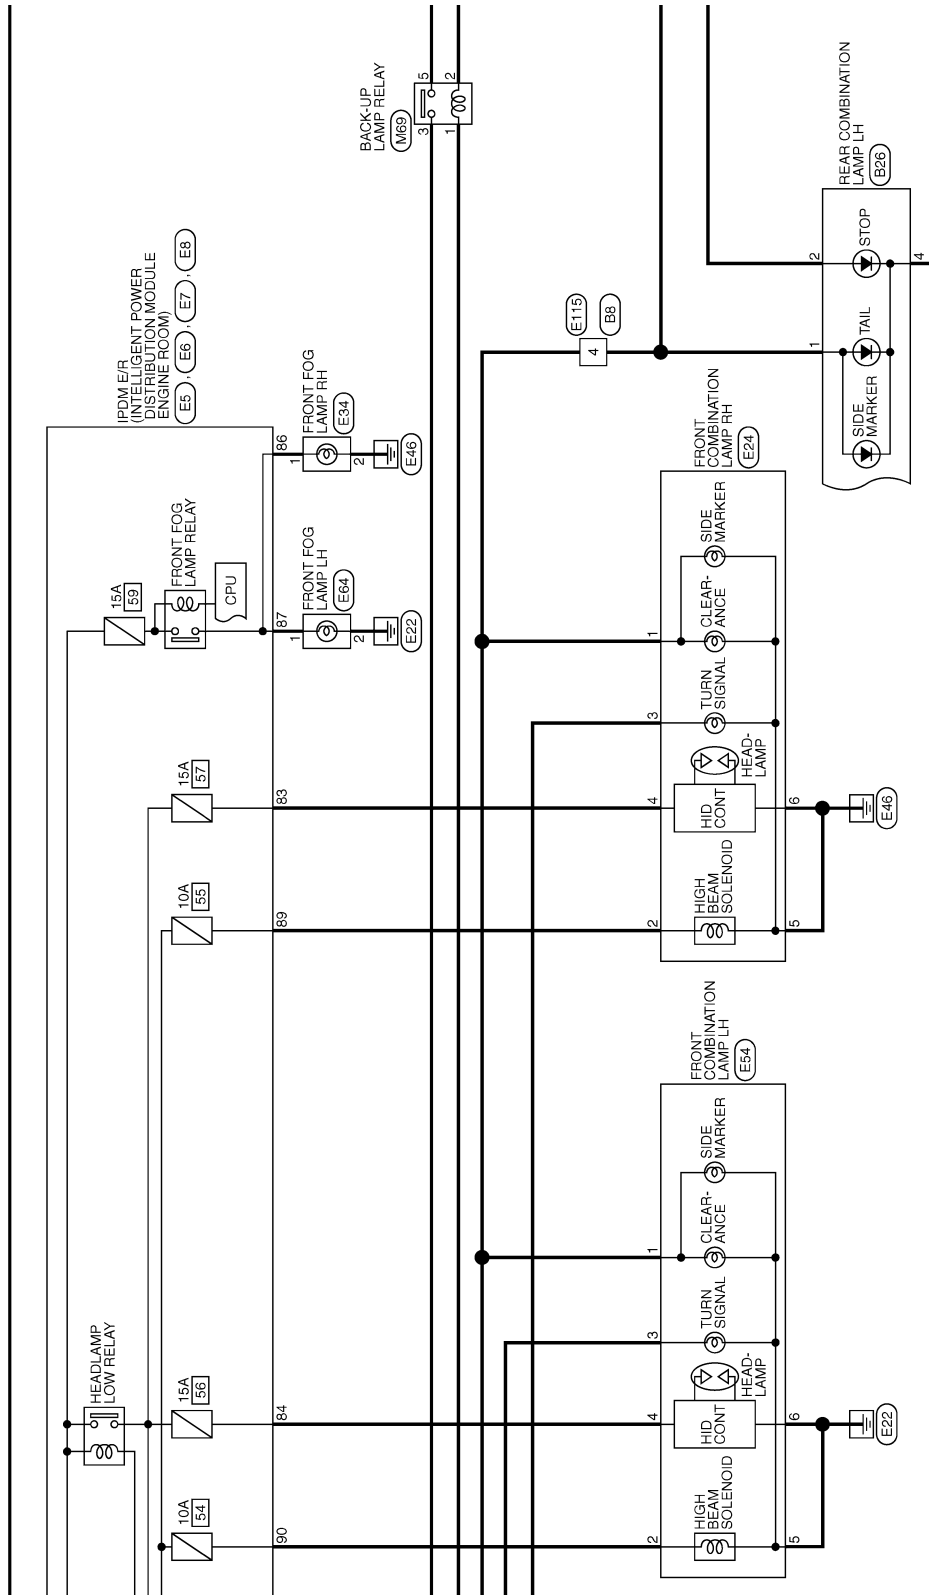 BACK-UP
LAMP RELAY
M69
5
2
3
1
REAR COMBINATION
LAMP LH
B26
2
STOP
4
1
TAIL
SIDE
MARKER
E115
B8
4
IPDM E/R
(INTELLIGENT POWER
DISTRIBUTION MODULE
ENGINE ROOM)
E5 , E6 , E7 , E8
86
1
FRONT FOG
LAMP RH
E34
2
E46
15A
59
FRONT FOG
LAMP RELAY
CPU
87
1
FRONT FOG
LAMP LH
E64
2
E22
FRONT
COMBINATION
LAMP RH
E24
SIDE
MARKER
1
CLEAR-
ANCE
3
TURN
SIGNAL
HEAD-
LAMP
15A
57
83
4
HID
CONT
6
E46
10A
55
89
2
HIGH
BEAM
SOLENOID
5
FRONT
COMBINATION
LAMP LH
E54
SIDE
MARKER
1
CLEAR-
ANCE
3
TURN
SIGNAL
HEAD-
LAMP
HEADLAMP
LOW RELAY
15A
56
84
4
HID
CONT
6
E22
10A
54
90
2
HIGH
BEAM
SOLENOID
5